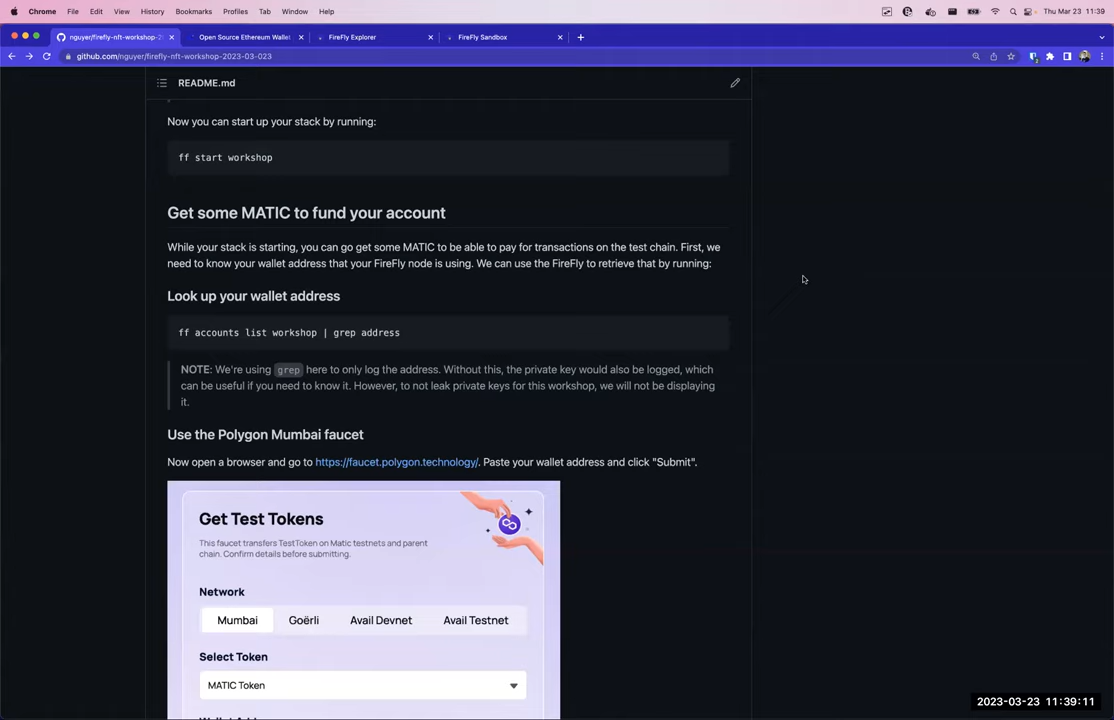 Chrome File Edit View History Bookmarks Profiles Tab Window Help Thu Mar 23 11:39
nguyer/firefly-nft-workshop-2 Open Source Ethereum Wallet FireFly Explorer FireFly Sandbox
github.com/nguyer/firefly-nft-workshop-2023-03-023
README.md
Now you can start up your stack by running:
ff start workshop
Get some MATIC to fund your account
While your stack is starting, you can go get some MATIC to be able to pay for transactions on the test chain. First, we
need to know your wallet address that your FireFly node is using. We can use the FireFly to retrieve that by running:
Look up your wallet address
ff accounts list workshop | grep address
NOTE: We're using grep here to only log the address. Without this, the private key would also be logged, which
can be useful if you need to know it. However, to not leak private keys for this workshop, we will not be displaying
it.
Use the Polygon Mumbai faucet
Now open a browser and go to https://faucet.polygon.technology/. Paste your wallet address and click "Submit".
Get Test Tokens
This faucet transfers TestToken on Matic testnets and parent
chain. Confirm details before submitting.
Network
Mumbai Goërli Avail Devnet Avail Testnet
Select Token
MATIC Token
2023-03-23 11:39:11